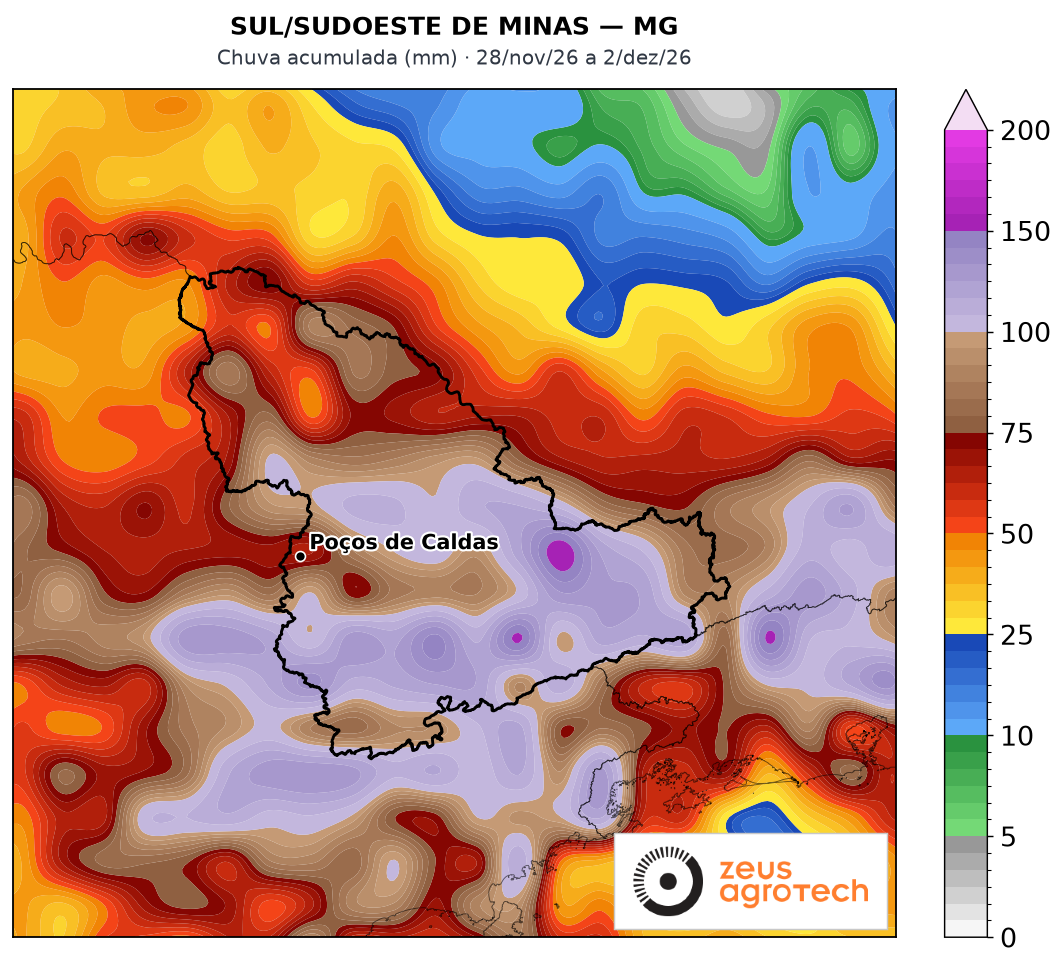 SUL/SUDOESTE DE MINAS — MG
Chuva acumulada (mm) · 28/nov/26 a 2/dez/26
200
150
100
75
50
25
10
5
0
Poços de Caldas
zeus
agrotech